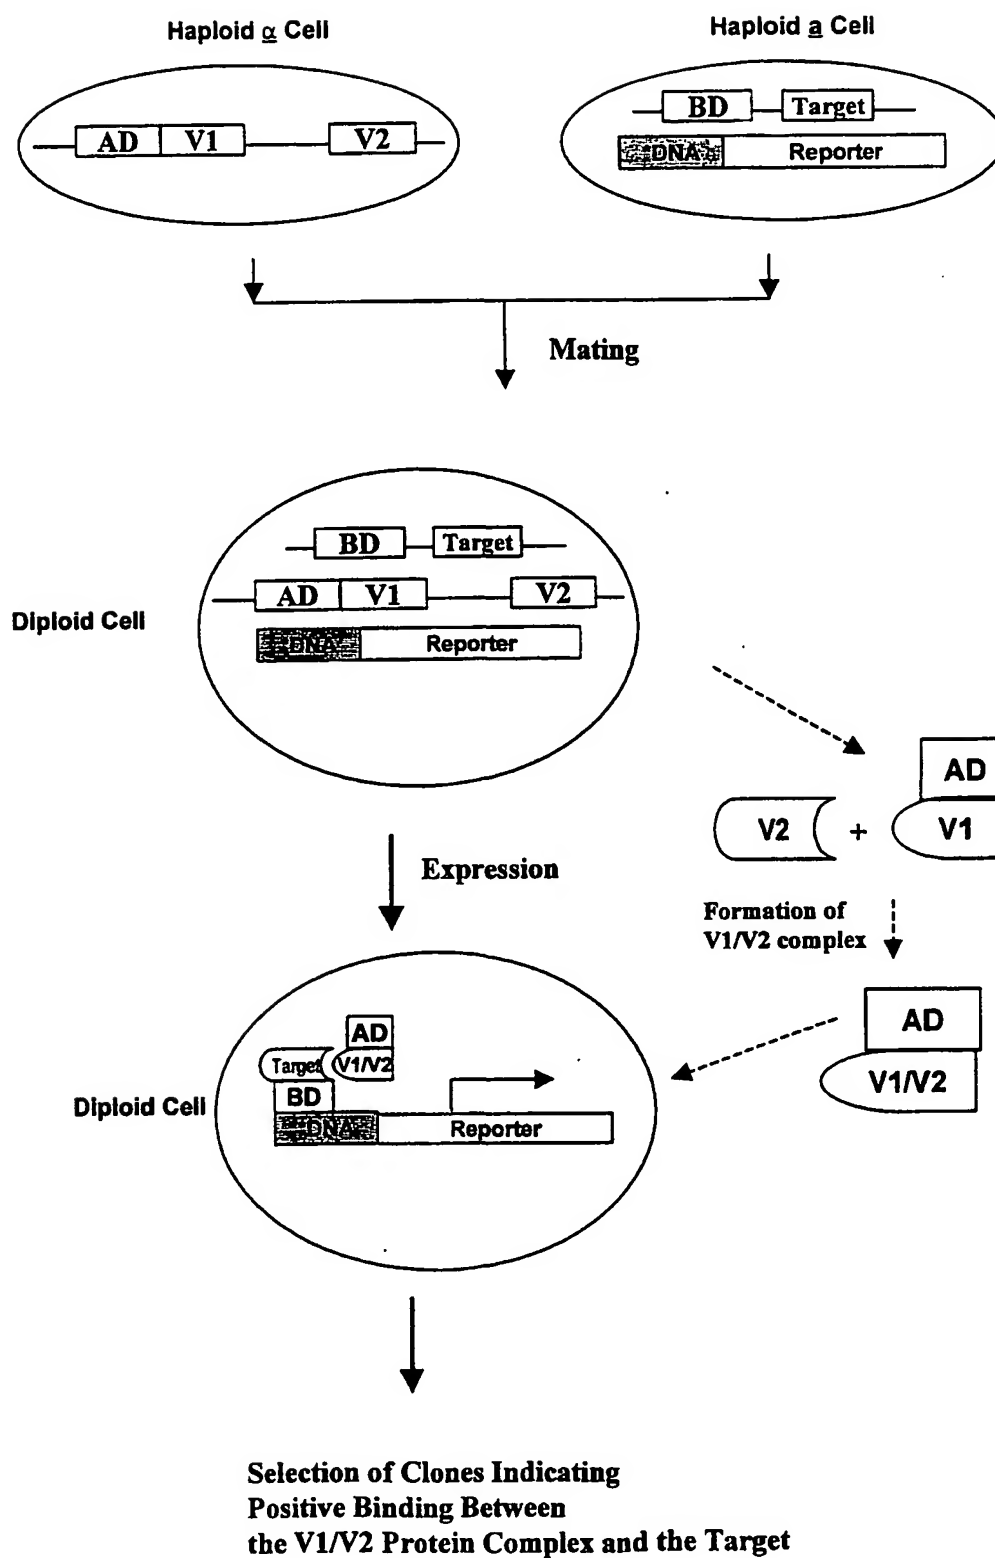 Haploid α Cell
Haploid a Cell
AD V1 V2
BD Target
DNA Reporter
Mating
BD Target
AD V1 V2
Diploid Cell
DNA Reporter
AD
V2 + V1
Expression
Formation of
V1/V2 complex
AD
V1/V2
AD
Target V1/V2
BD
Diploid Cell
DNA Reporter
Selection of Clones Indicating
Positive Binding Between
the V1/V2 Protein Complex and the Target